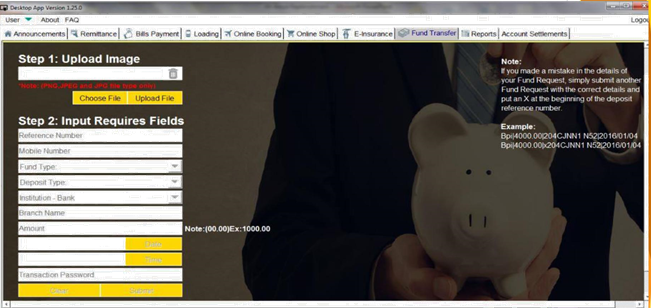 Desktop App Version 1.25.0
User About FAQ Logo
Announcements Remittance Bills Payment Loading Online Booking Online Shop E-Insurance Fund Transfer Reports Account Settlements
Step 1: Upload Image
*Note: (PNG,JPEG and JPG file type only)
Choose File Upload File
Step 2: Input Requires Fields
Reference Number
Mobile Number
Fund Type:
Deposit Type:
Institution - Bank
Branch Name
Amount Note:(00.00)Ex:1000.00
Transaction Password
Note:
If you made a mistake in the details of
your Fund Request, simply submit another
Fund Request with the correct details and
put an X at the beginning of the deposit
reference number.
Example:
Bpi|4000.00|204CJNN1 N52|2016/01/04
Bpi|4000.00|x204CJNN1 N52|2016/01/04